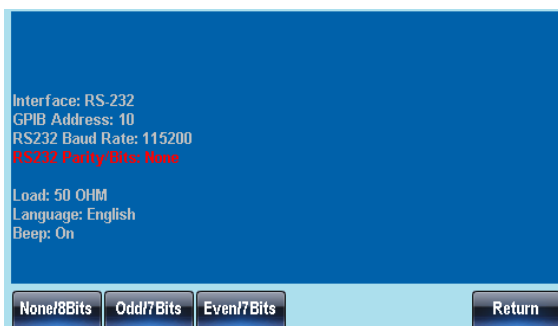 Interface: RS-232
GPIB Address: 10
RS232 Baud Rate: 115200
RS232 Parity/Bits: None
Load: 50 OHM
Language: English
Beep: On
None/8Bits Odd/7Bits Even/7Bits Return